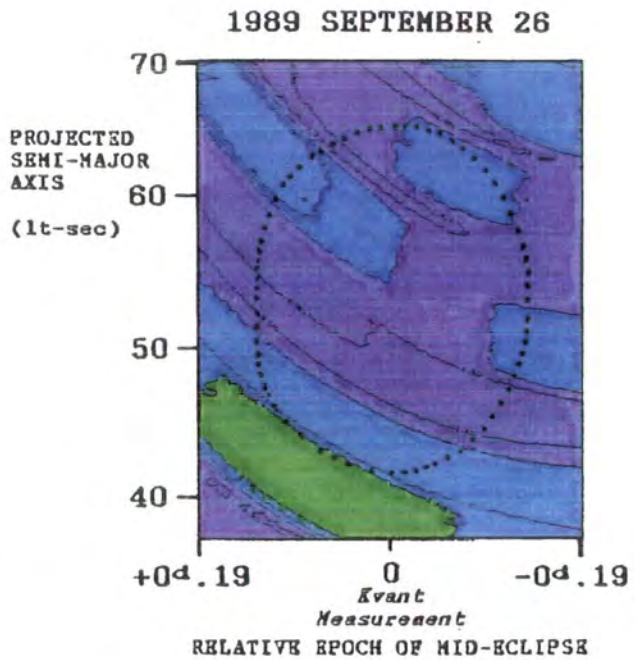 1989 SEPTEMBER 26
70
PROJECTED
SEMI-MAJOR
AXIS
(lt-sec)
60
50
40
+0d.19 0 -0d.19
Kvant
Measurement
RELATIVE EPOCH OF MID-ECLIPSE